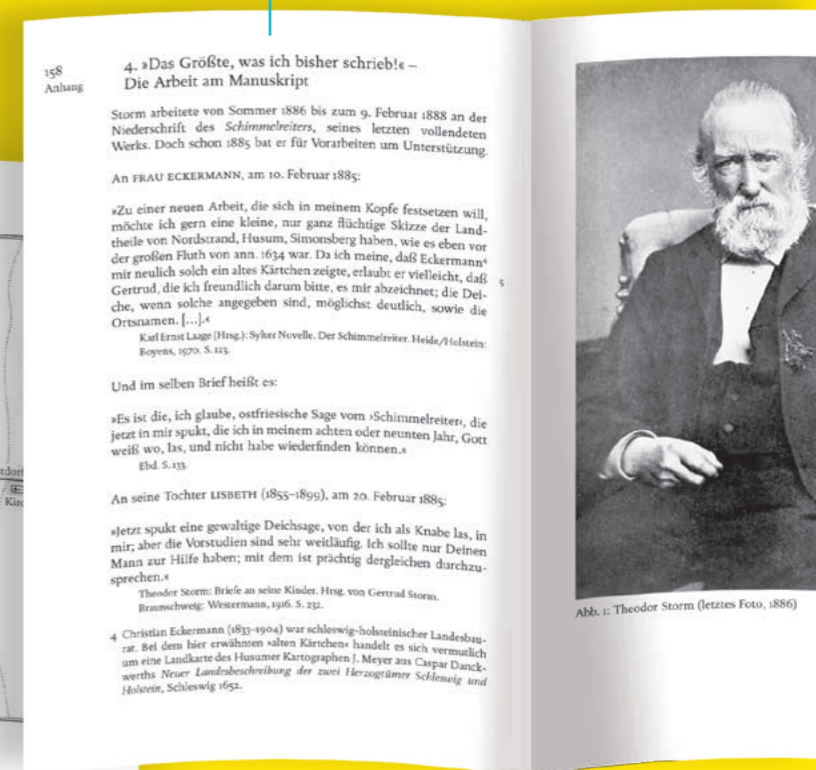 158
Anhang
4. »Das Größte, was ich bisher schrieb!« –
Die Arbeit am Manuskript
Storm arbeitete von Sommer 1886 bis zum 9. Februar 1888 an der
Niederschrift des Schimmelreiters, seines letzten vollendeten
Werks. Doch schon 1885 bat er für Vorarbeiten um Unterstützung.
An FRAU ECKERMANN, am 10. Februar 1885:
»Zu einer neuen Arbeit, die sich in meinem Kopfe festsetzen will,
möchte ich gern eine kleine, nur ganz flüchtige Skizze der Land-
theile von Nordstrand, Husum, Simonsberg haben, wie es eben vor
der großen Fluth von ann. 1634 war. Da ich meine, daß Eckermann⁴
mir neulich solch ein altes Kärtchen zeigte, erlaubt er vielleicht, daß
Gertrud, die ich freundlich darum bitte, es mir abzeichnet; die Dei-
che, wenn solche angegeben sind, möglichst deutlich, sowie die
Ortsnamen. [...].«
5
Karl Ernst Laage (Hrsg.): Sylter Novelle. Der Schimmelreiter. Heide/Holstein:
Boyens, 1970. S. 123.
Und im selben Brief heißt es:
»Es ist die, ich glaube, ostfriesische Sage vom ›Schimmelreiter‹, die
jetzt in mir spukt, die ich in meinem achten oder neunten Jahr, Gott
weiß wo, las, und nicht habe wiederfinden können.«
Ebd. S. 133.
An seine Tochter LISBETH (1855–1899), am 20. Februar 1885:
»Jetzt spukt eine gewaltige Deichsage, von der ich als Knabe las, in
mir; aber die Vorstudien sind sehr weitläufig. Ich sollte nur Deinen
Mann zur Hilfe haben; mit dem ist prächtig dergleichen durchzu-
sprechen.«
Theodor Storm: Briefe an seine Kinder. Hrsg. von Gertrud Storm.
Braunschweig: Westermann, 1916. S. 232.
4 Christian Eckermann (1833–1904) war schleswig-holsteinischer Landesbau-
rat. Bei dem hier erwähnten »alten Kärtchen« handelt es sich vermutlich
um eine Landkarte des Husumer Kartographen J. Meyer aus Caspar Danck-
werths Neuer Landesbeschreibung der zwei Herzogtümer Schleswig und
Holstein, Schleswig 1652.
Abb. 1: Theodor Storm (letztes Foto, 1886)